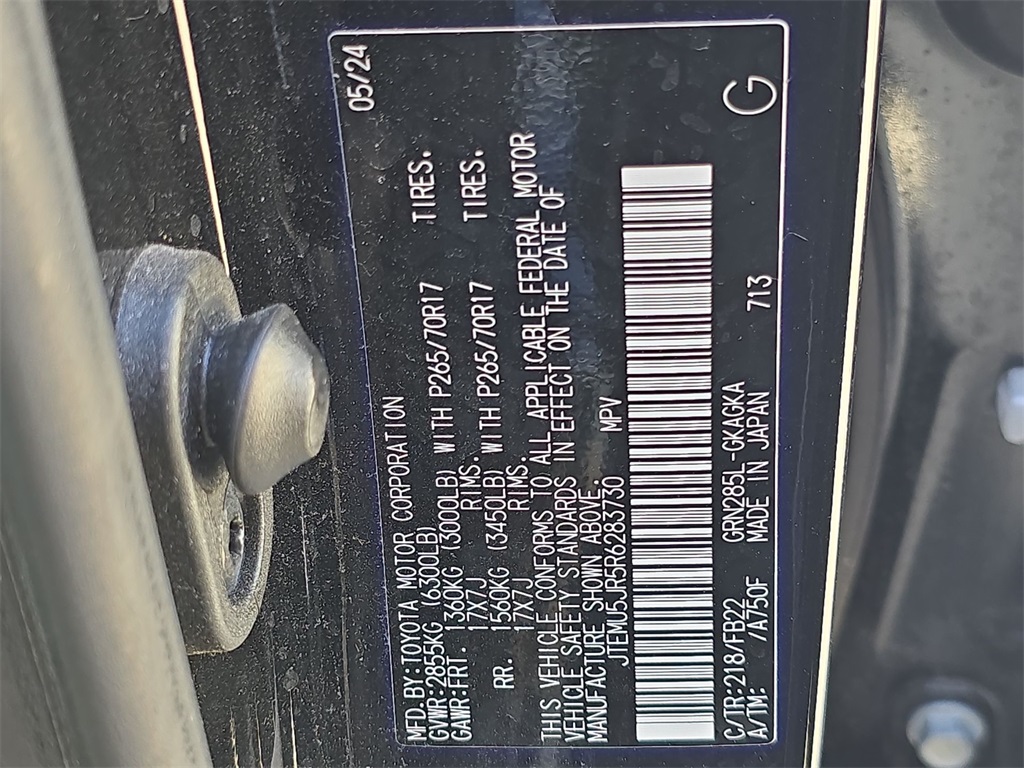 05/24
MFD. BY: TOYOTA MOTOR CORPORATION
GVWR: 2855KG (6300LB)
GAWR: FRT. 1360KG (3000LB) WITH P265/70R17 TIRES.
17X7J RIMS.
RR. 1560KG (3450LB) WITH P265/70R17 TIRES.
17X7J RIMS.
THIS VEHICLE CONFORMS TO ALL APPLICABLE FEDERAL MOTOR
VEHICLE SAFETY STANDARDS IN EFFECT ON THE DATE OF
MANUFACTURE SHOWN ABOVE.
JTEMU5JR5R6283730 MPV
C/TR: 218/FB22 GRN285L-GKAGKA
A/TM: /A750F MADE IN JAPAN 713
G